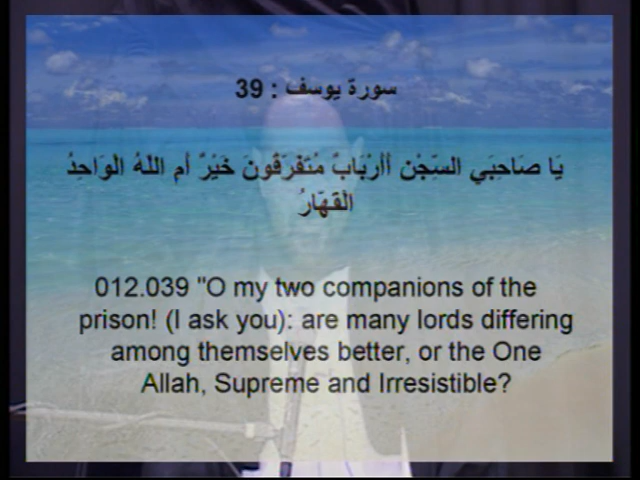 سورة يوسف : 39
يَا صَاحِبَي السِّجْنِ أَأَرْبَابٌ مُتَفَرِّقُونَ خَيْرٌ أَمِ اللهُ الْوَاحِدُ
الْقَهَّارُ
012.039 "O my two companions of the
prison! (I ask you): are many lords differing
among themselves better, or the One
Allah, Supreme and Irresistible?